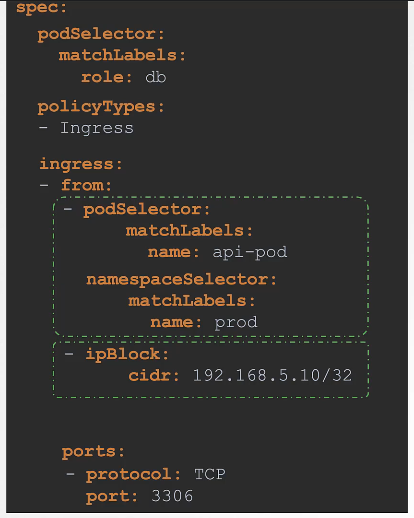 spec:
podSelector:
matchLabels:
role: db
policyTypes:
- Ingress
ingress:
- from:
- podSelector:
matchLabels:
name: api-pod
namespaceSelector:
matchLabels:
name: prod
- ipBlock:
cidr: 192.168.5.10/32
ports:
- protocol: TCP
port: 3306